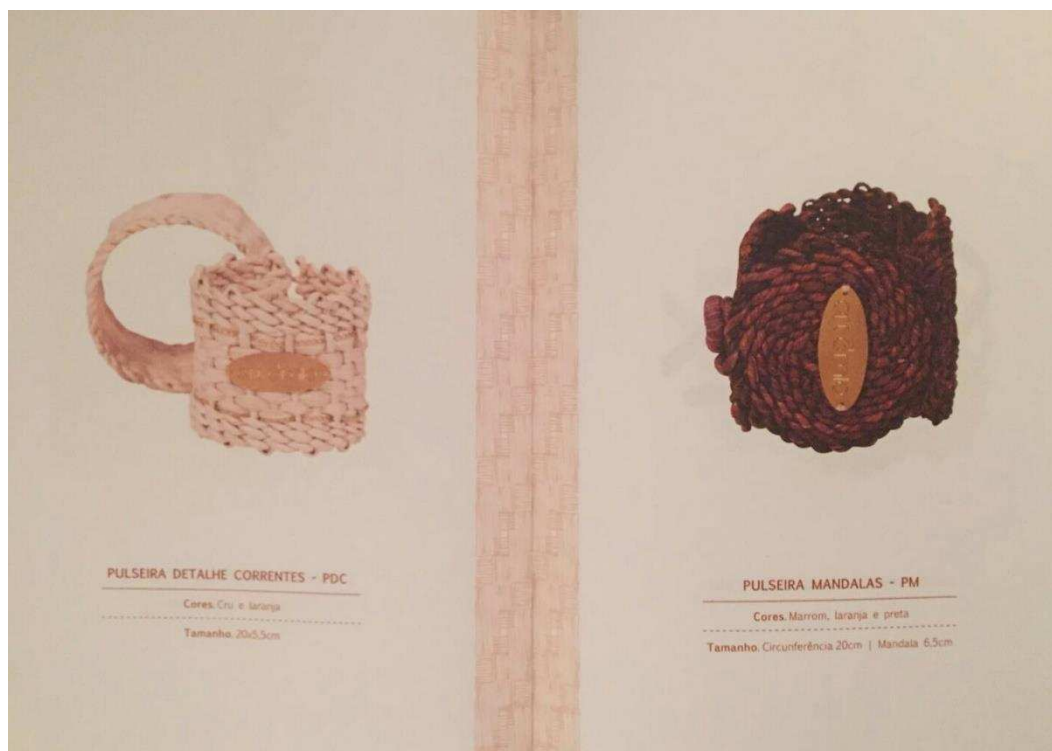 PULSEIRA DETALHE CORRENTES - PDC
Cores. Cru e laranja
Tamanho. 20x5,5cm
PULSEIRA MANDALAS - PM
Cores. Marrom, laranja e preta
Tamanho. Circunferência 20cm | Mandala 6,5cm